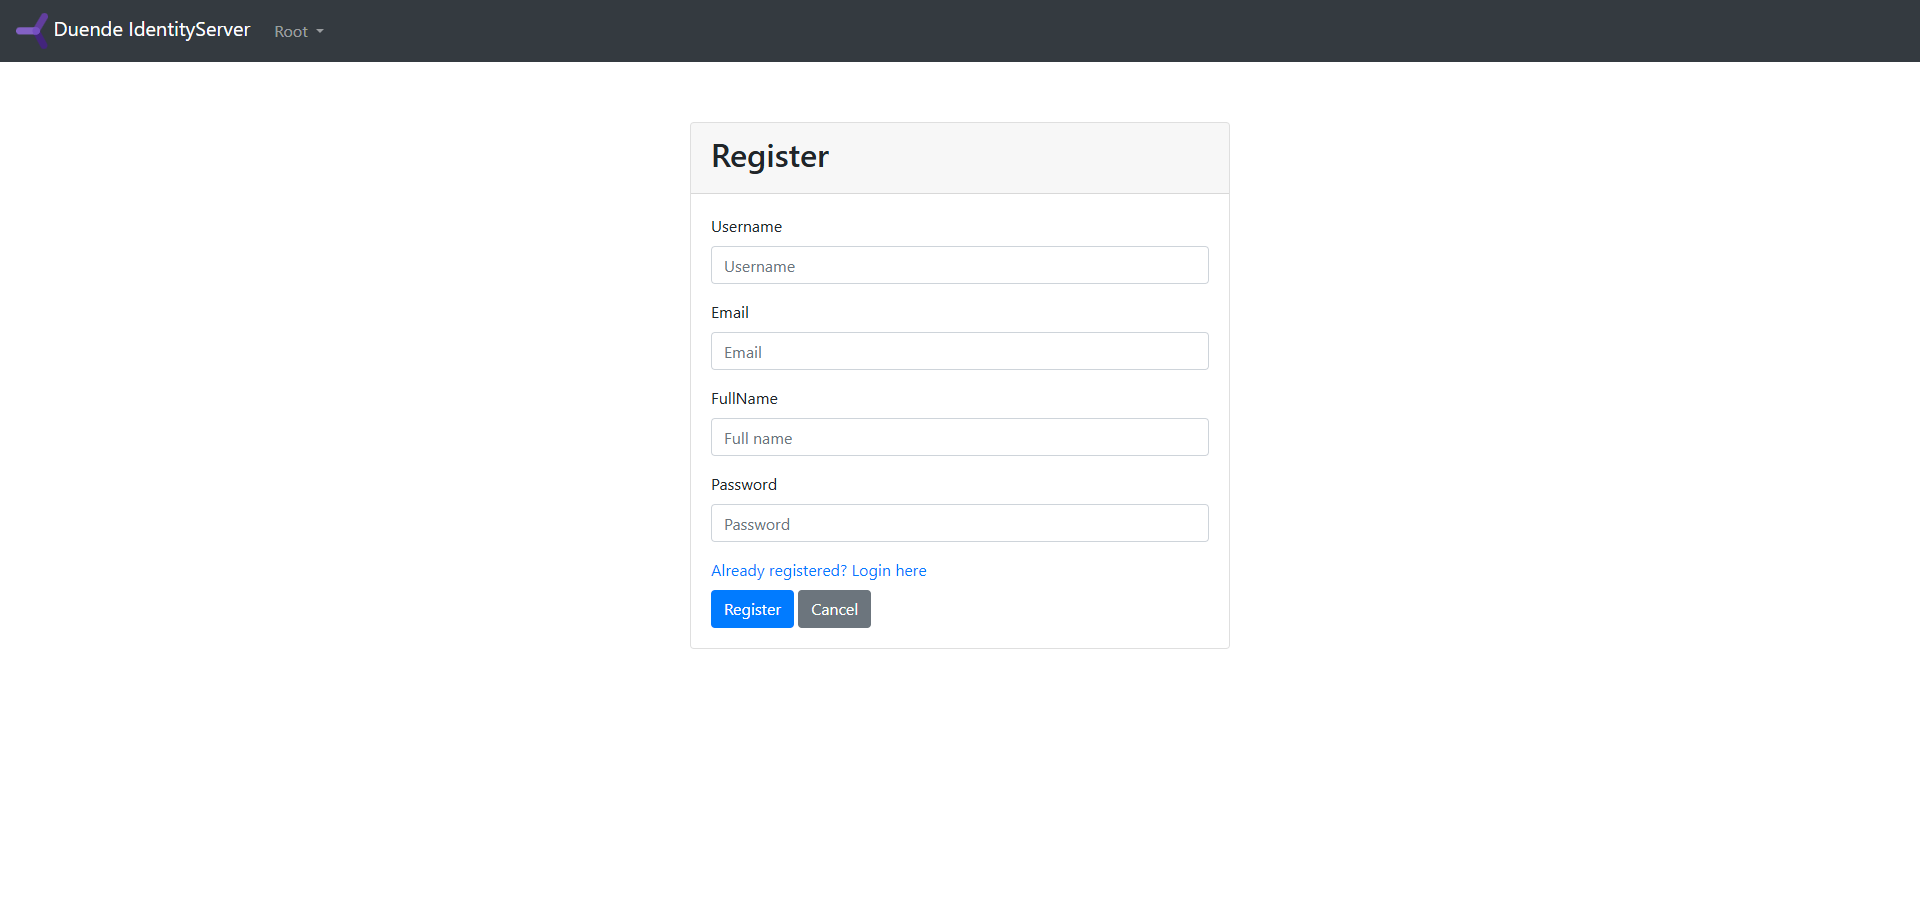 Duende IdentityServer Root
Register
Username
Username
Email
Email
FullName
Full name
Password
Password
Already registered? Login here
Register Cancel